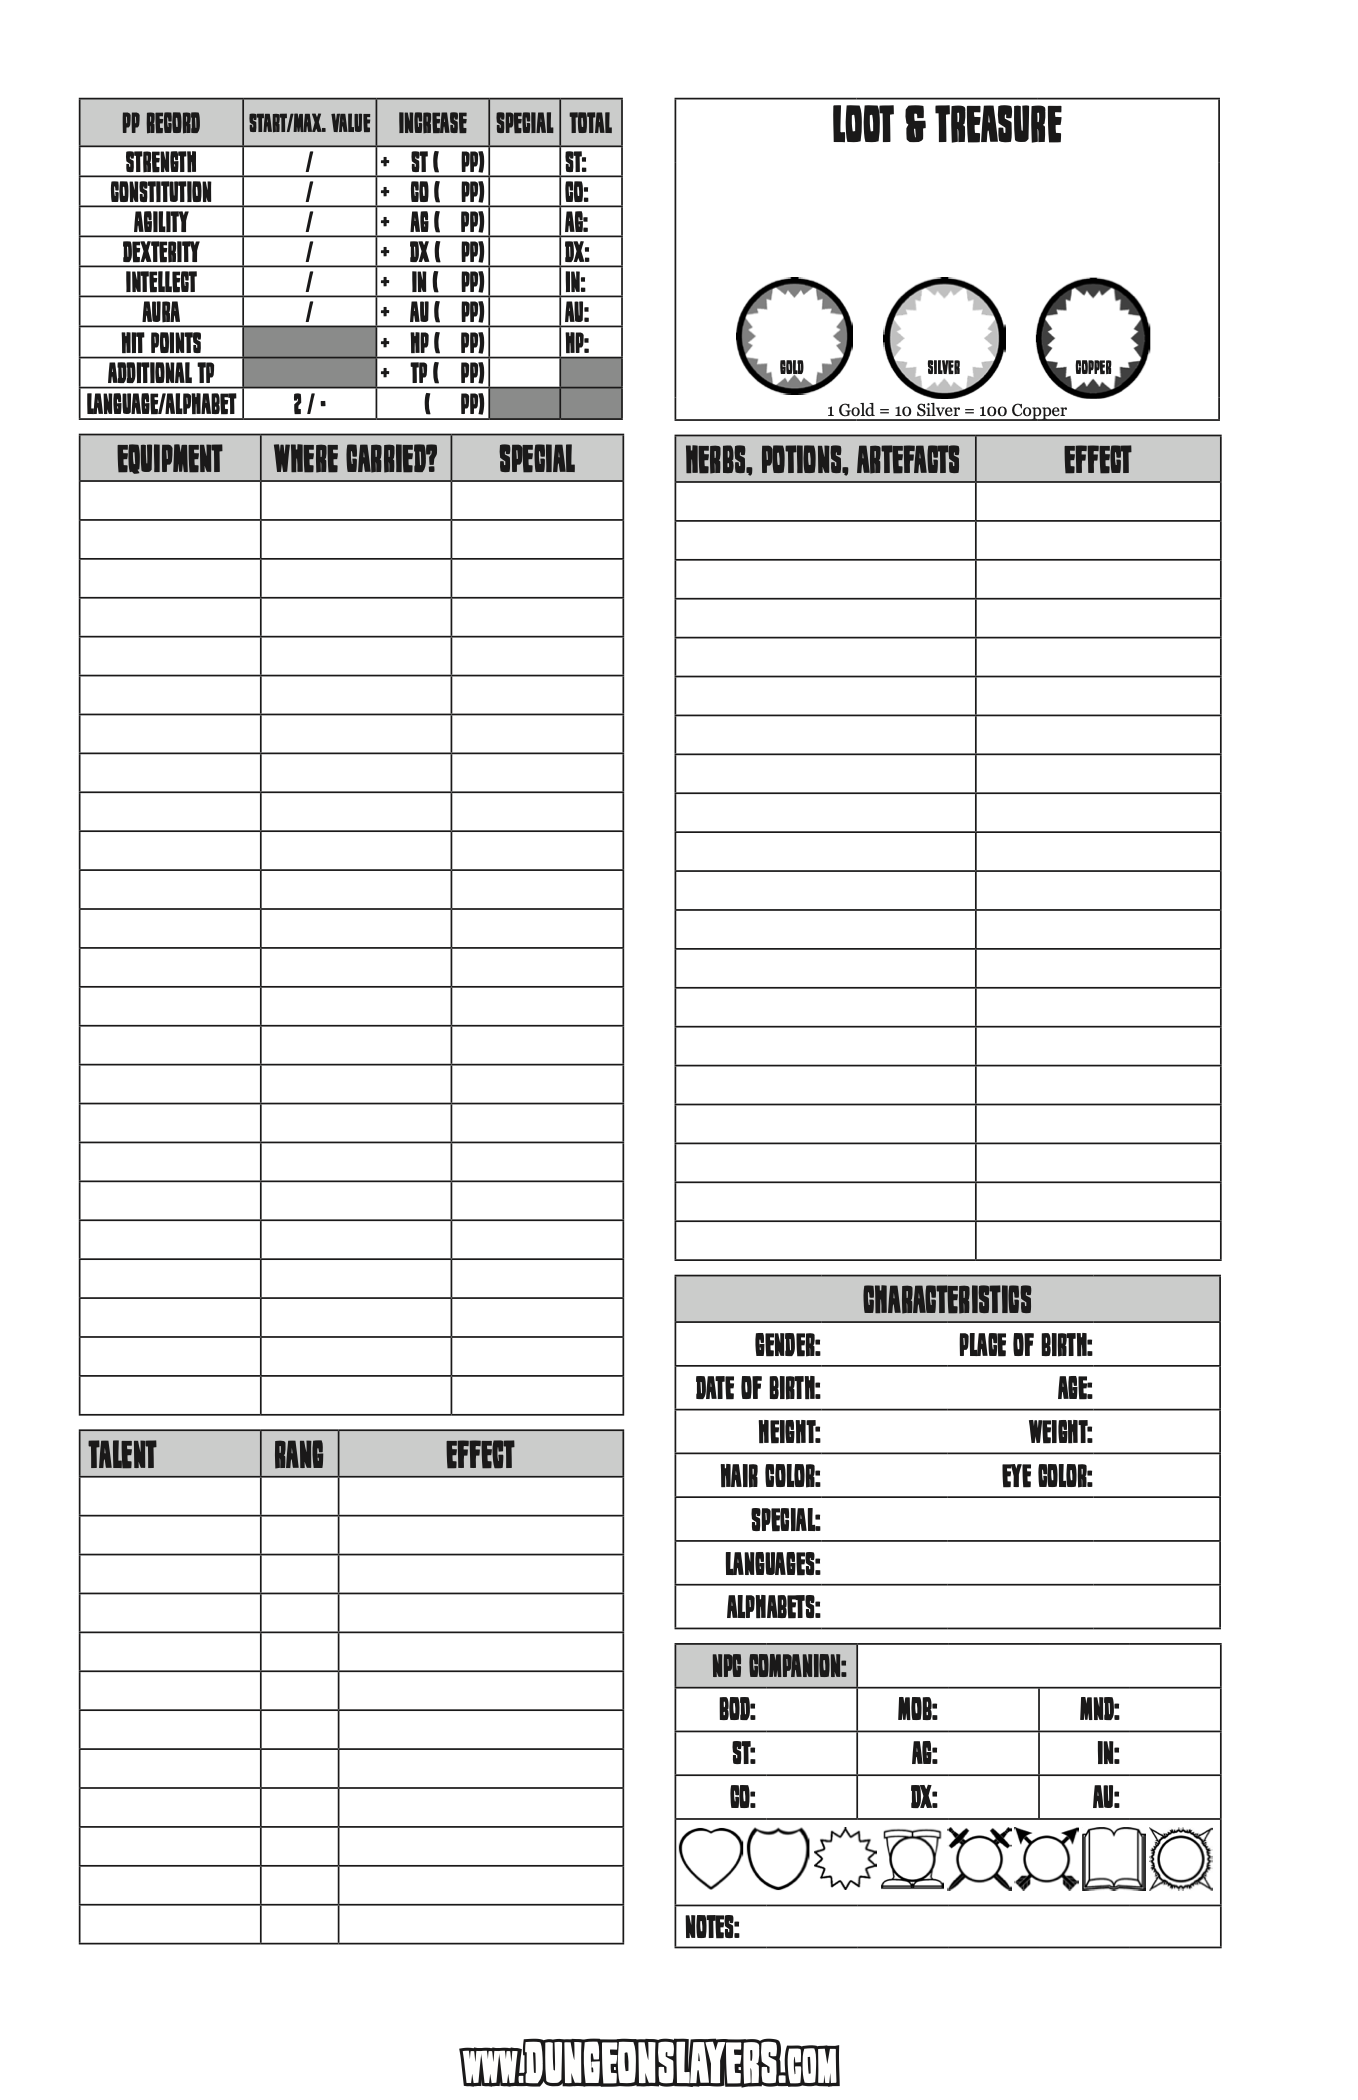 PP RECORD START/MAX. VALUE INCREASE SPECIAL TOTAL
STRENGTH / + ST ( PP) ST:
CONSTITUTION / + CO ( PP) CO:
AGILITY / + AG ( PP) AG:
DEXTERITY / + DX ( PP) DX:
INTELLECT / + IN ( PP) IN:
AURA / + AU ( PP) AU:
HIT POINTS + HP ( PP) HP:
ADDITIONAL TP + TP ( PP)
LANGUAGE/ALPHABET 2 / - ( PP)
LOOT & TREASURE
GOLD SILVER COPPER
1 Gold = 10 Silver = 100 Copper
EQUIPMENT WHERE CARRIED? SPECIAL
HERBS, POTIONS, ARTEFACTS EFFECT
TALENT RANG EFFECT
CHARACTERISTICS
GENDER: PLACE OF BIRTH:
DATE OF BIRTH: AGE:
HEIGHT: WEIGHT:
HAIR COLOR: EYE COLOR:
SPECIAL:
LANGUAGES:
ALPHABETS:
NPC COMPANION:
BOD: MOB: MND:
ST: AG: IN:
CO: DX: AU:
NOTES:
WWW.DUNGEONSLAYERS.COM